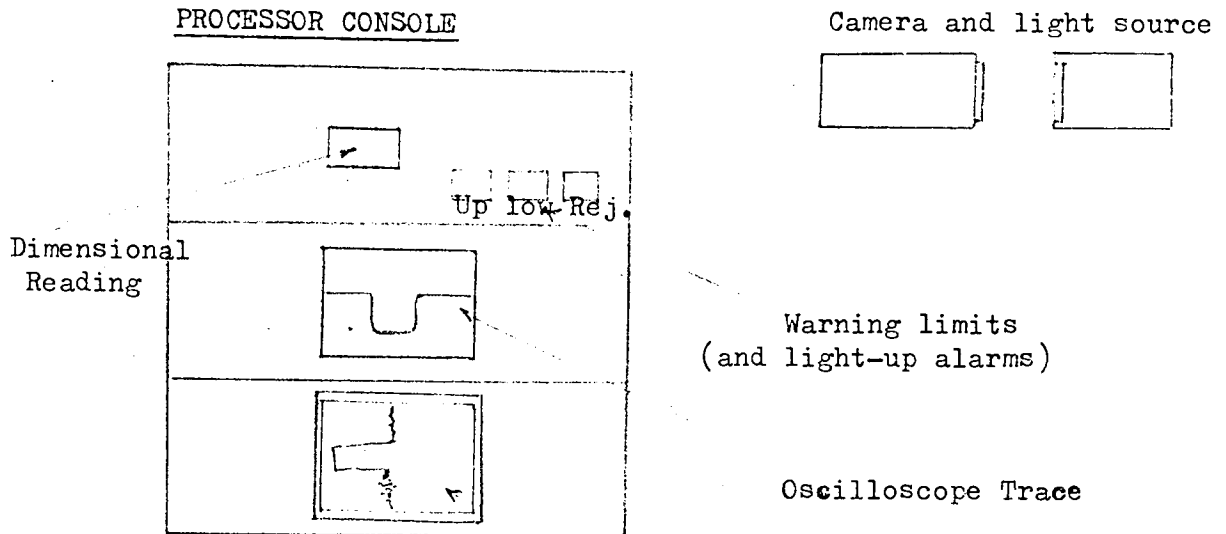 PROCESSOR CONSOLE
Camera and light source
Up low Rej.
Dimensional
Reading
Warning limits
(and light-up alarms)
Oscilloscope Trace